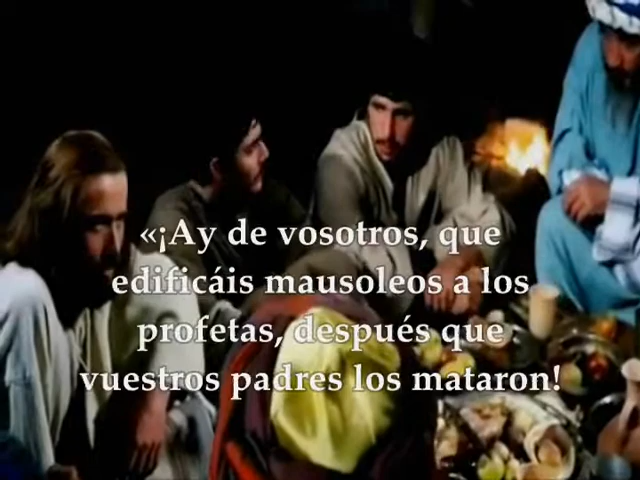 «¡Ay de vosotros, que
edificáis mausoleos a los
profetas, después que
vuestros padres los mataron!